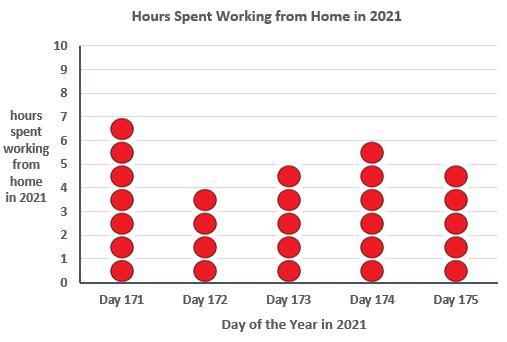 Hours Spent Working from Home in 2021
10
9
8
7
6
5
4
3
2
1
0
hours
spent
working
from
home
in 2021
Day 171 Day 172 Day 173 Day 174 Day 175
Day of the Year in 2021